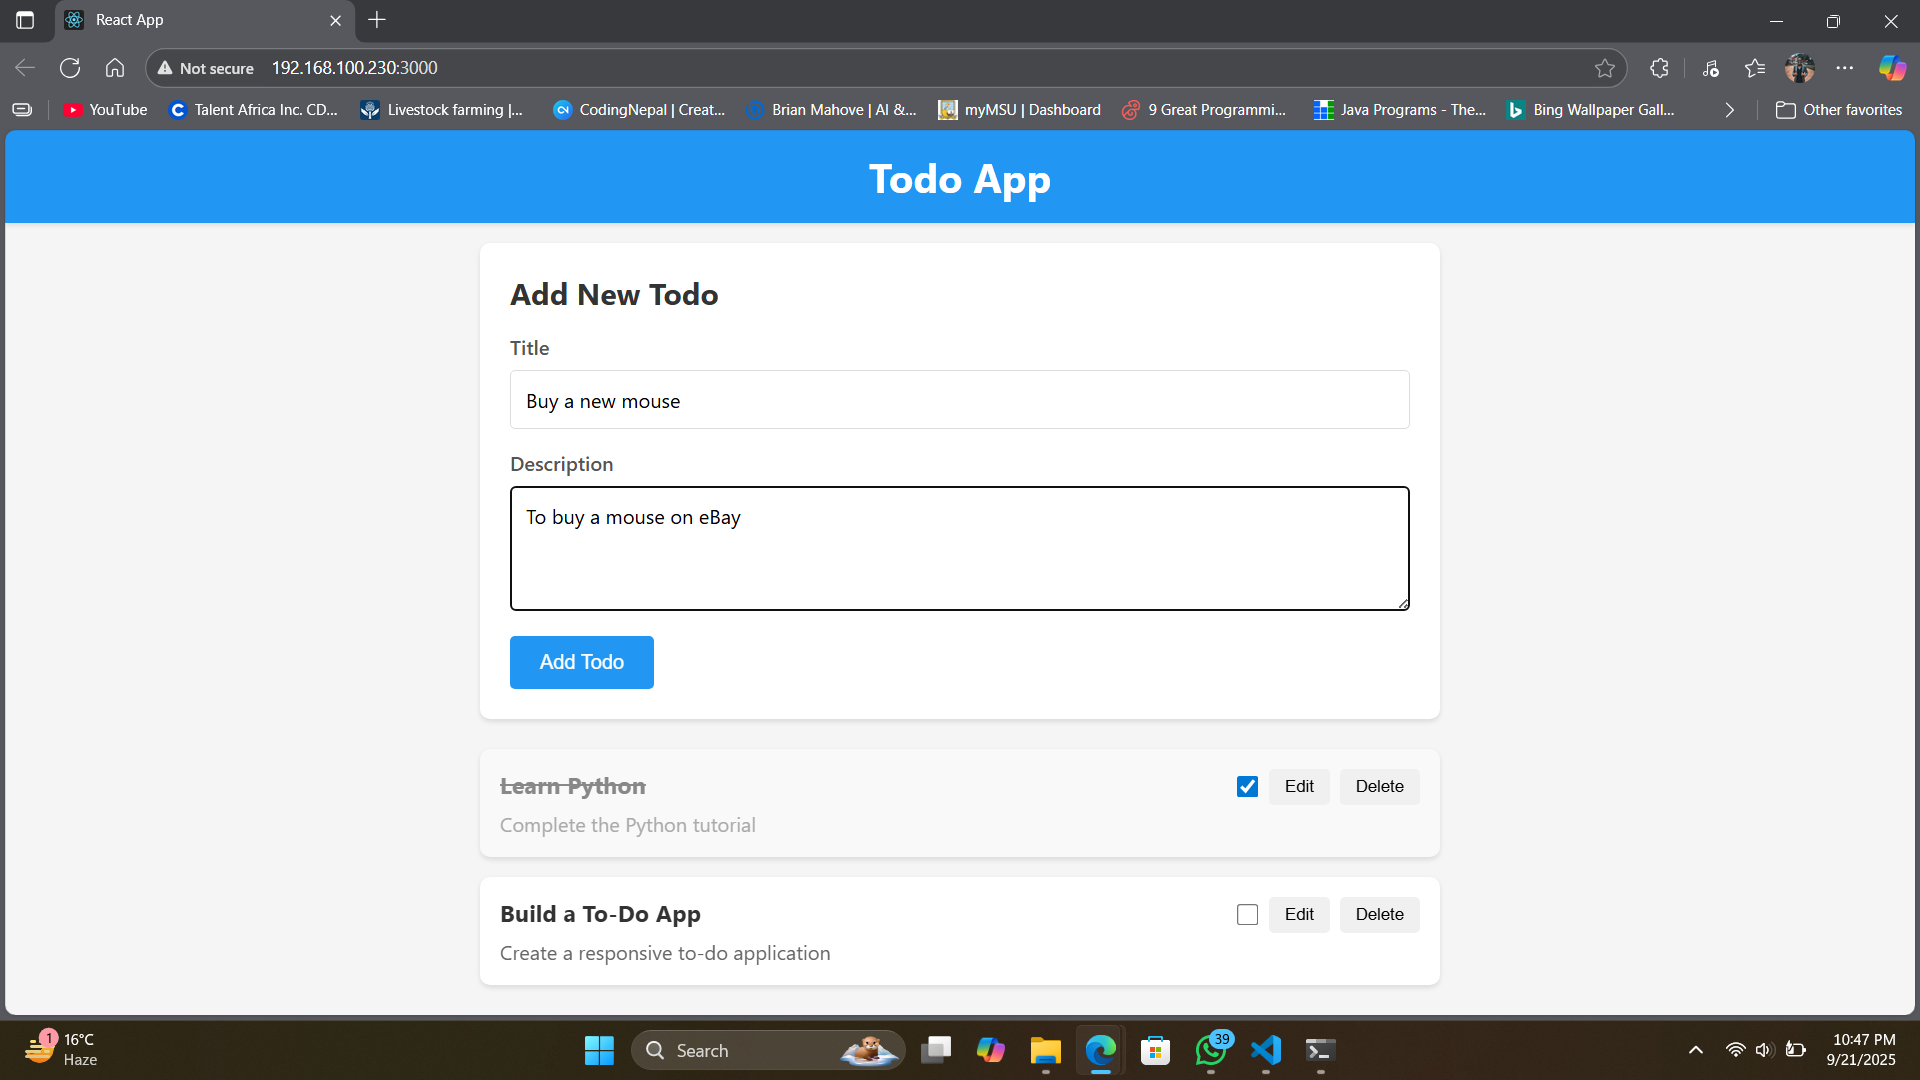 React App
Not secure 192.168.100.230:3000
YouTube Talent Africa Inc. CD... Livestock farming |... CodingNepal | Creat... Brian Mahove | AI &... myMSU | Dashboard 9 Great Programmi... Java Programs - The... Bing Wallpaper Gall... Other favorites
Todo App
Add New Todo
Title
Buy a new mouse
Description
To buy a mouse on eBay
Add Todo
Learn Python Edit Delete
Complete the Python tutorial
Build a To-Do App Edit Delete
Create a responsive to-do application
1 16°C
Haze
Search
39
10:47 PM
9/21/2025